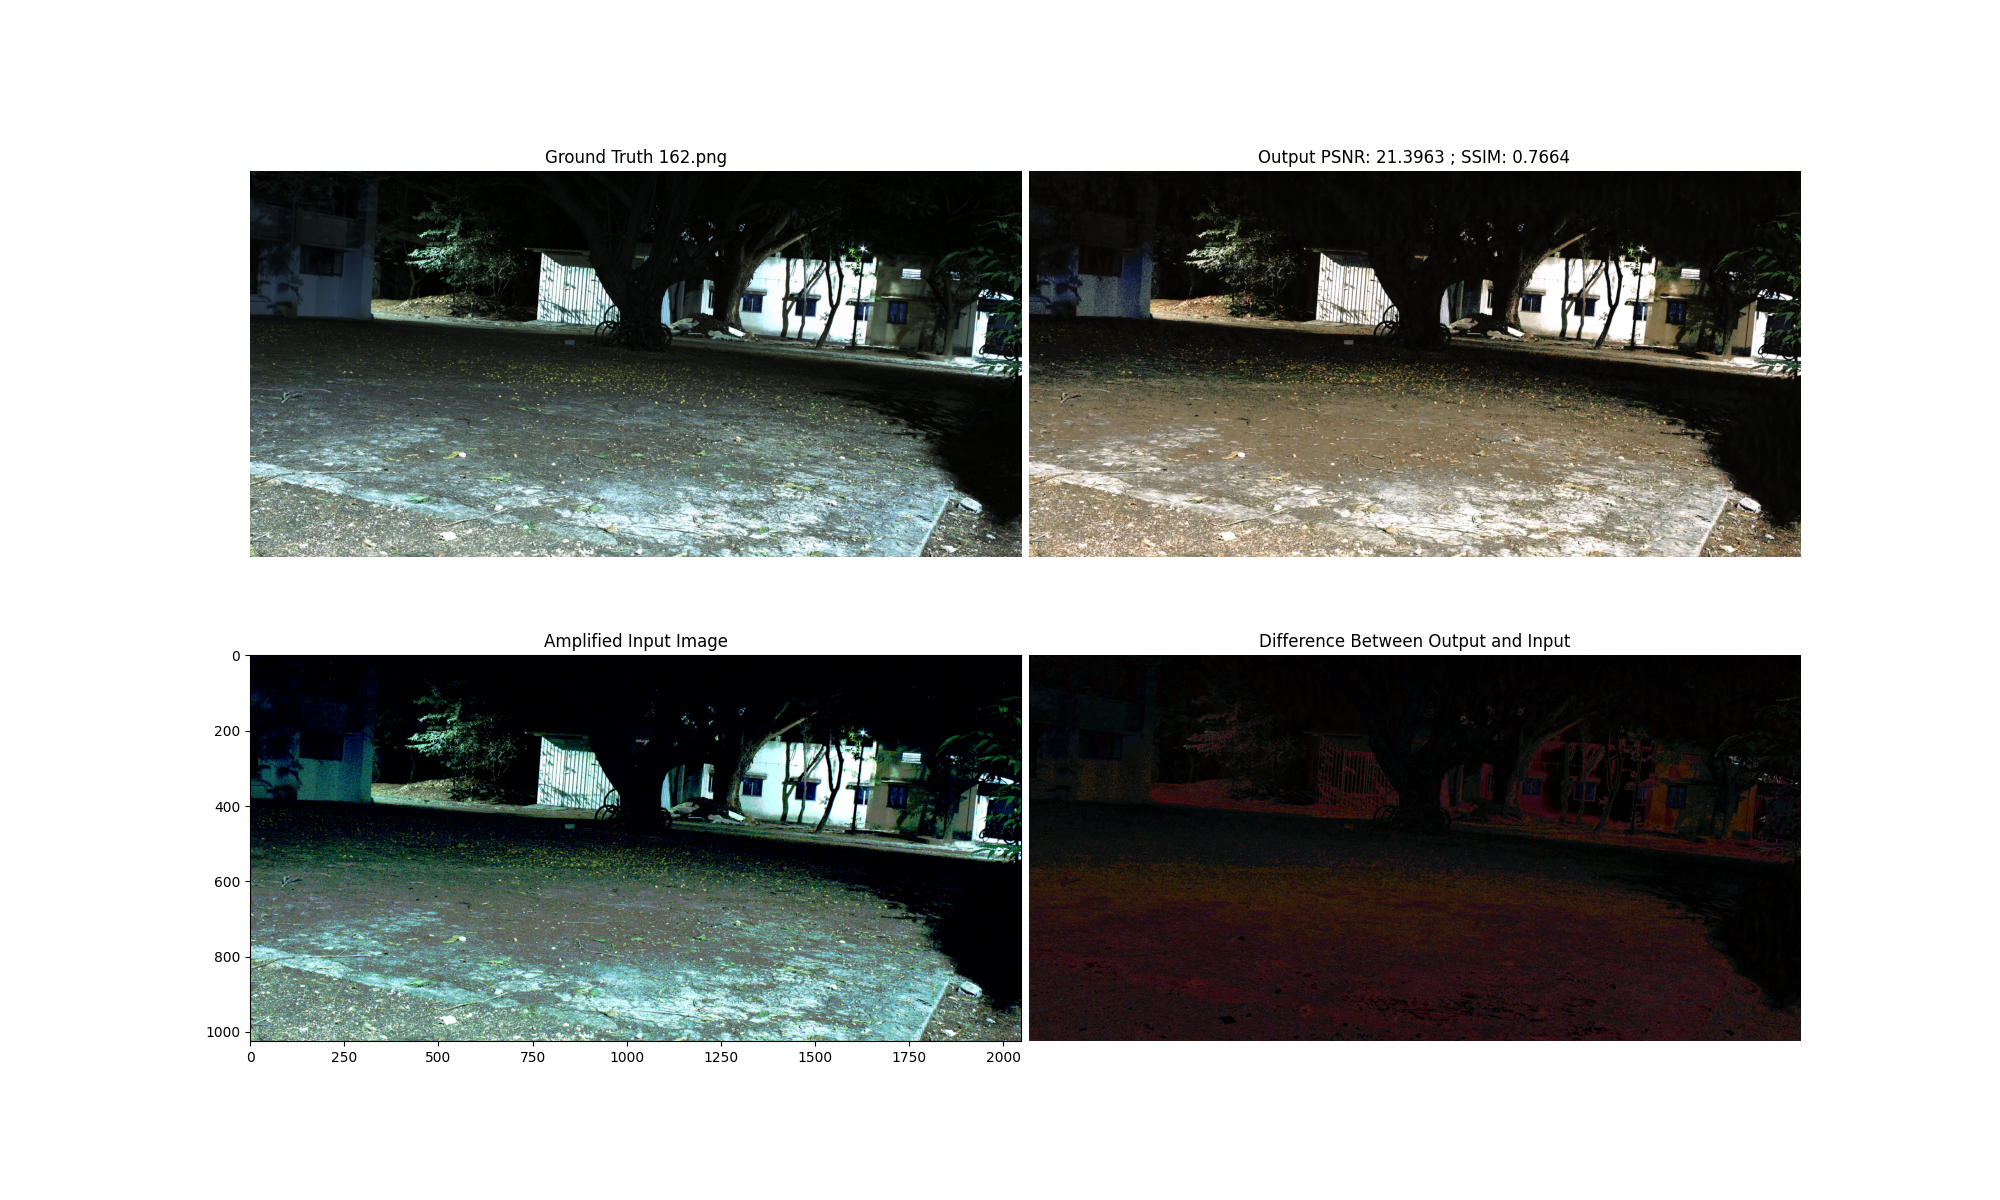 Ground Truth 162.png
Output PSNR: 21.3963 ; SSIM: 0.7664
Amplified Input Image
Difference Between Output and Input
0
200
400
600
800
1000
0 250 500 750 1000 1250 1500 1750 2000